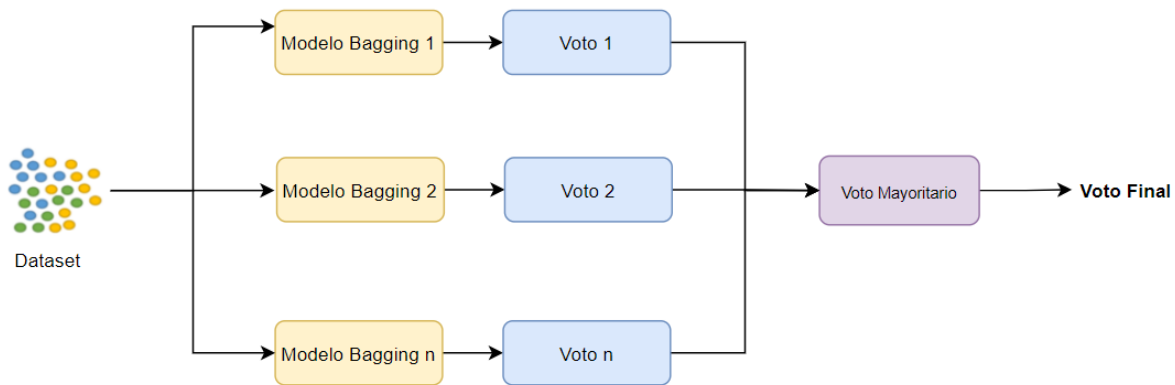 Modelo Bagging 1
Voto 1
Modelo Bagging 2
Voto 2
Voto Mayoritario
Voto Final
Dataset
Modelo Bagging n
Voto n